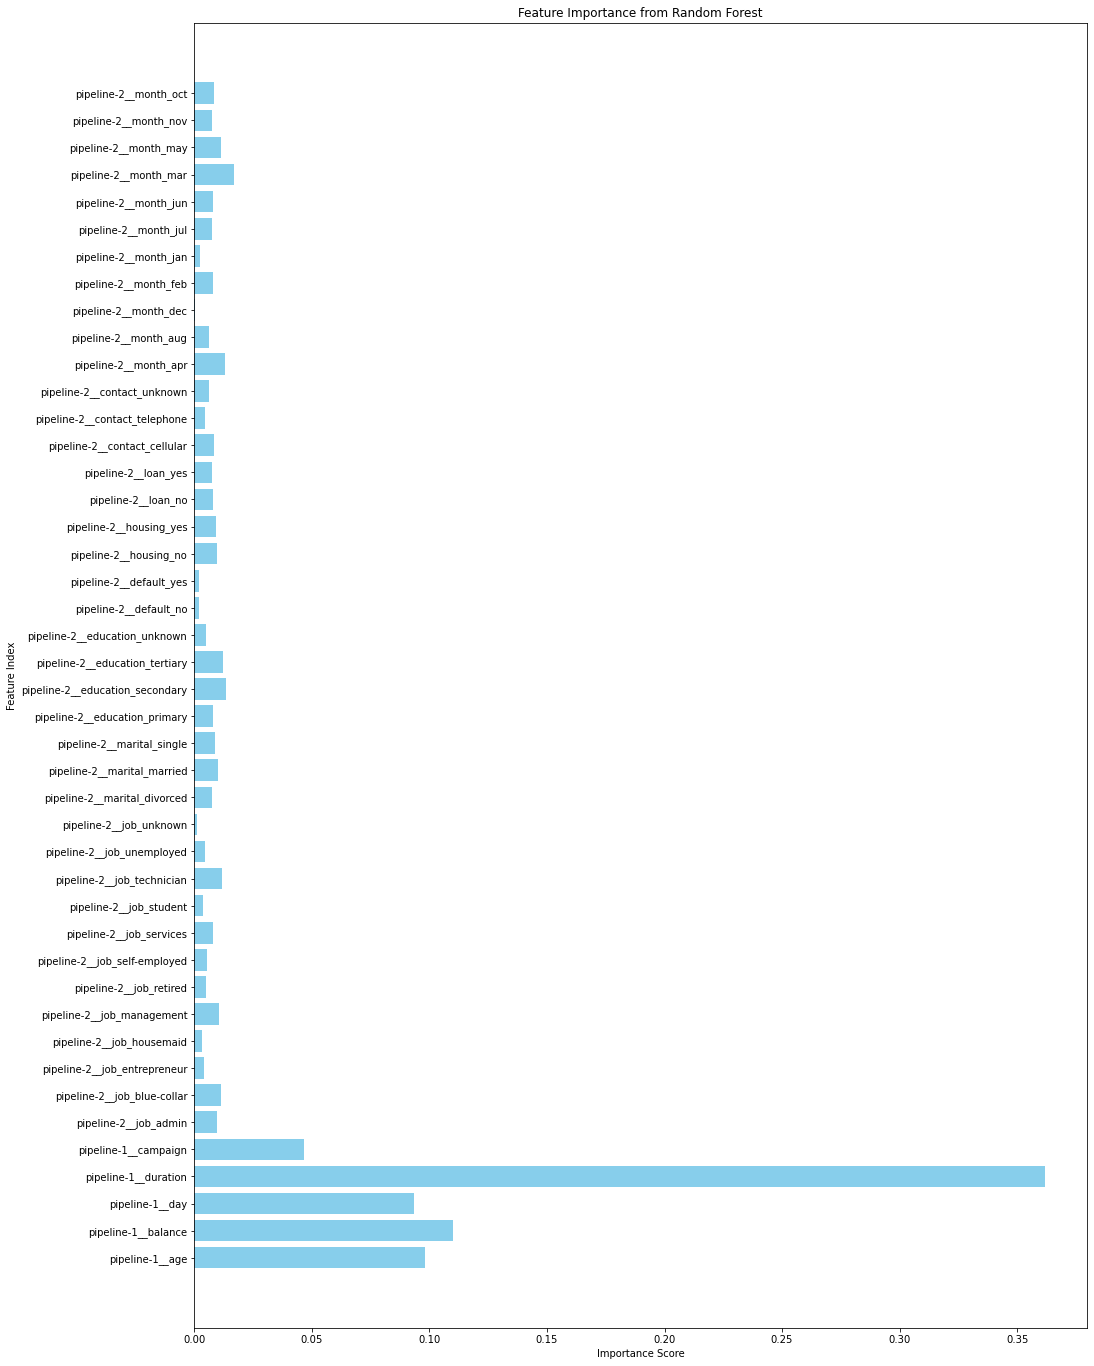 Feature Importance from Random Forest
pipeline-2__month_oct
pipeline-2__month_nov
pipeline-2__month_may
pipeline-2__month_mar
pipeline-2__month_jun
pipeline-2__month_jul
pipeline-2__month_jan
pipeline-2__month_feb
pipeline-2__month_dec
pipeline-2__month_aug
pipeline-2__month_apr
pipeline-2__contact_unknown
pipeline-2__contact_telephone
pipeline-2__contact_cellular
pipeline-2__loan_yes
pipeline-2__loan_no
pipeline-2__housing_yes
pipeline-2__housing_no
pipeline-2__default_yes
pipeline-2__default_no
pipeline-2__education_unknown
pipeline-2__education_tertiary
pipeline-2__education_secondary
pipeline-2__education_primary
pipeline-2__marital_single
pipeline-2__marital_married
pipeline-2__marital_divorced
pipeline-2__job_unknown
pipeline-2__job_unemployed
pipeline-2__job_technician
pipeline-2__job_student
pipeline-2__job_services
pipeline-2__job_self-employed
pipeline-2__job_retired
pipeline-2__job_management
pipeline-2__job_housemaid
pipeline-2__job_entrepreneur
pipeline-2__job_blue-collar
pipeline-2__job_admin
pipeline-1__campaign
pipeline-1__duration
pipeline-1__day
pipeline-1__balance
pipeline-1__age
Feature Index
0.00 0.05 0.10 0.15 0.20 0.25 0.30 0.35
Importance Score